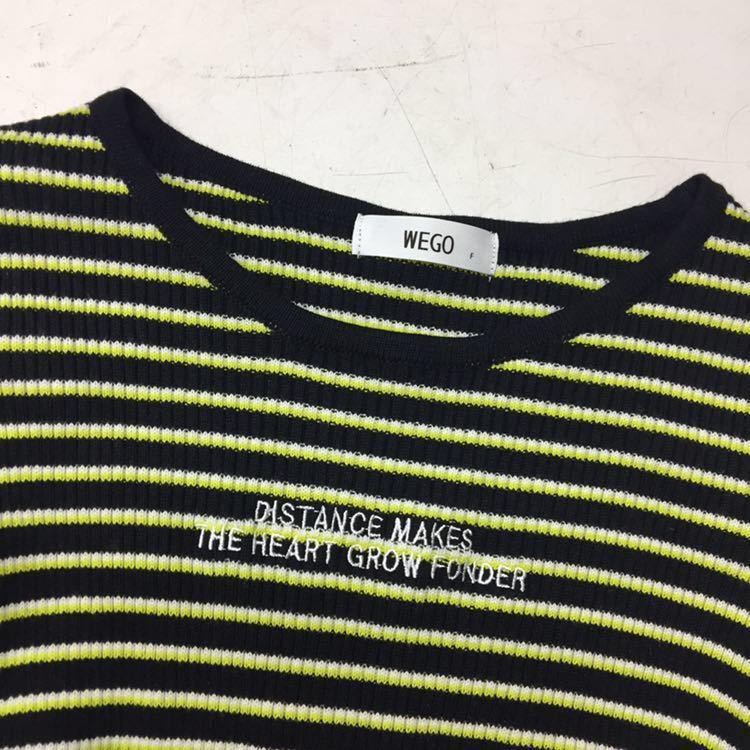 WEGO
F
DISTANCE MAKES
THE HEART GROW FONDER